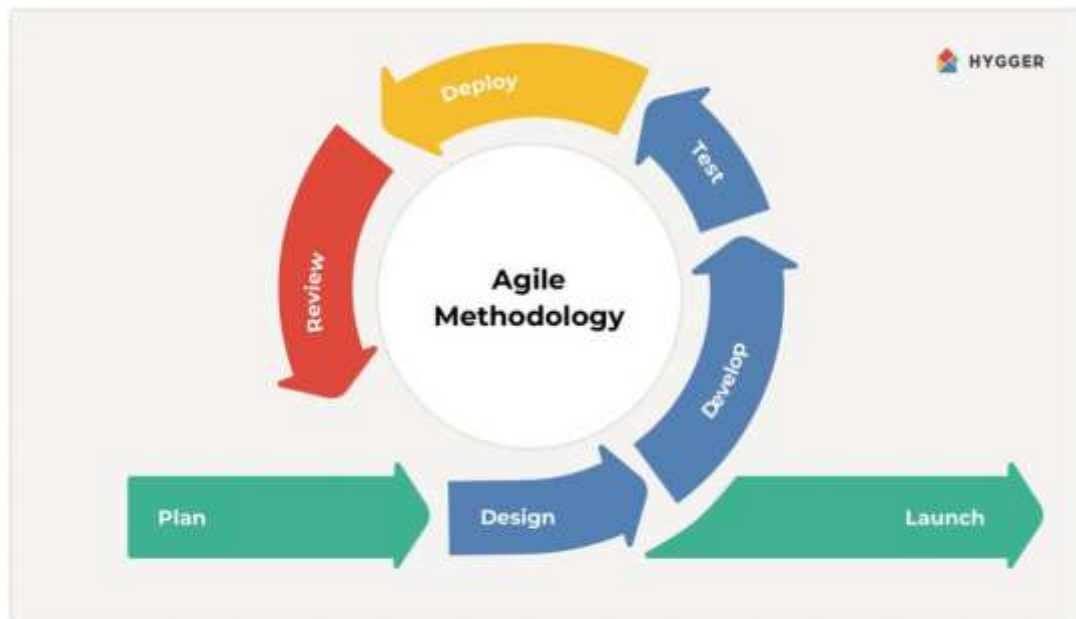 HYGGER
Deploy
Test
Review
Agile
Methodology
Develop
Plan
Design
Launch